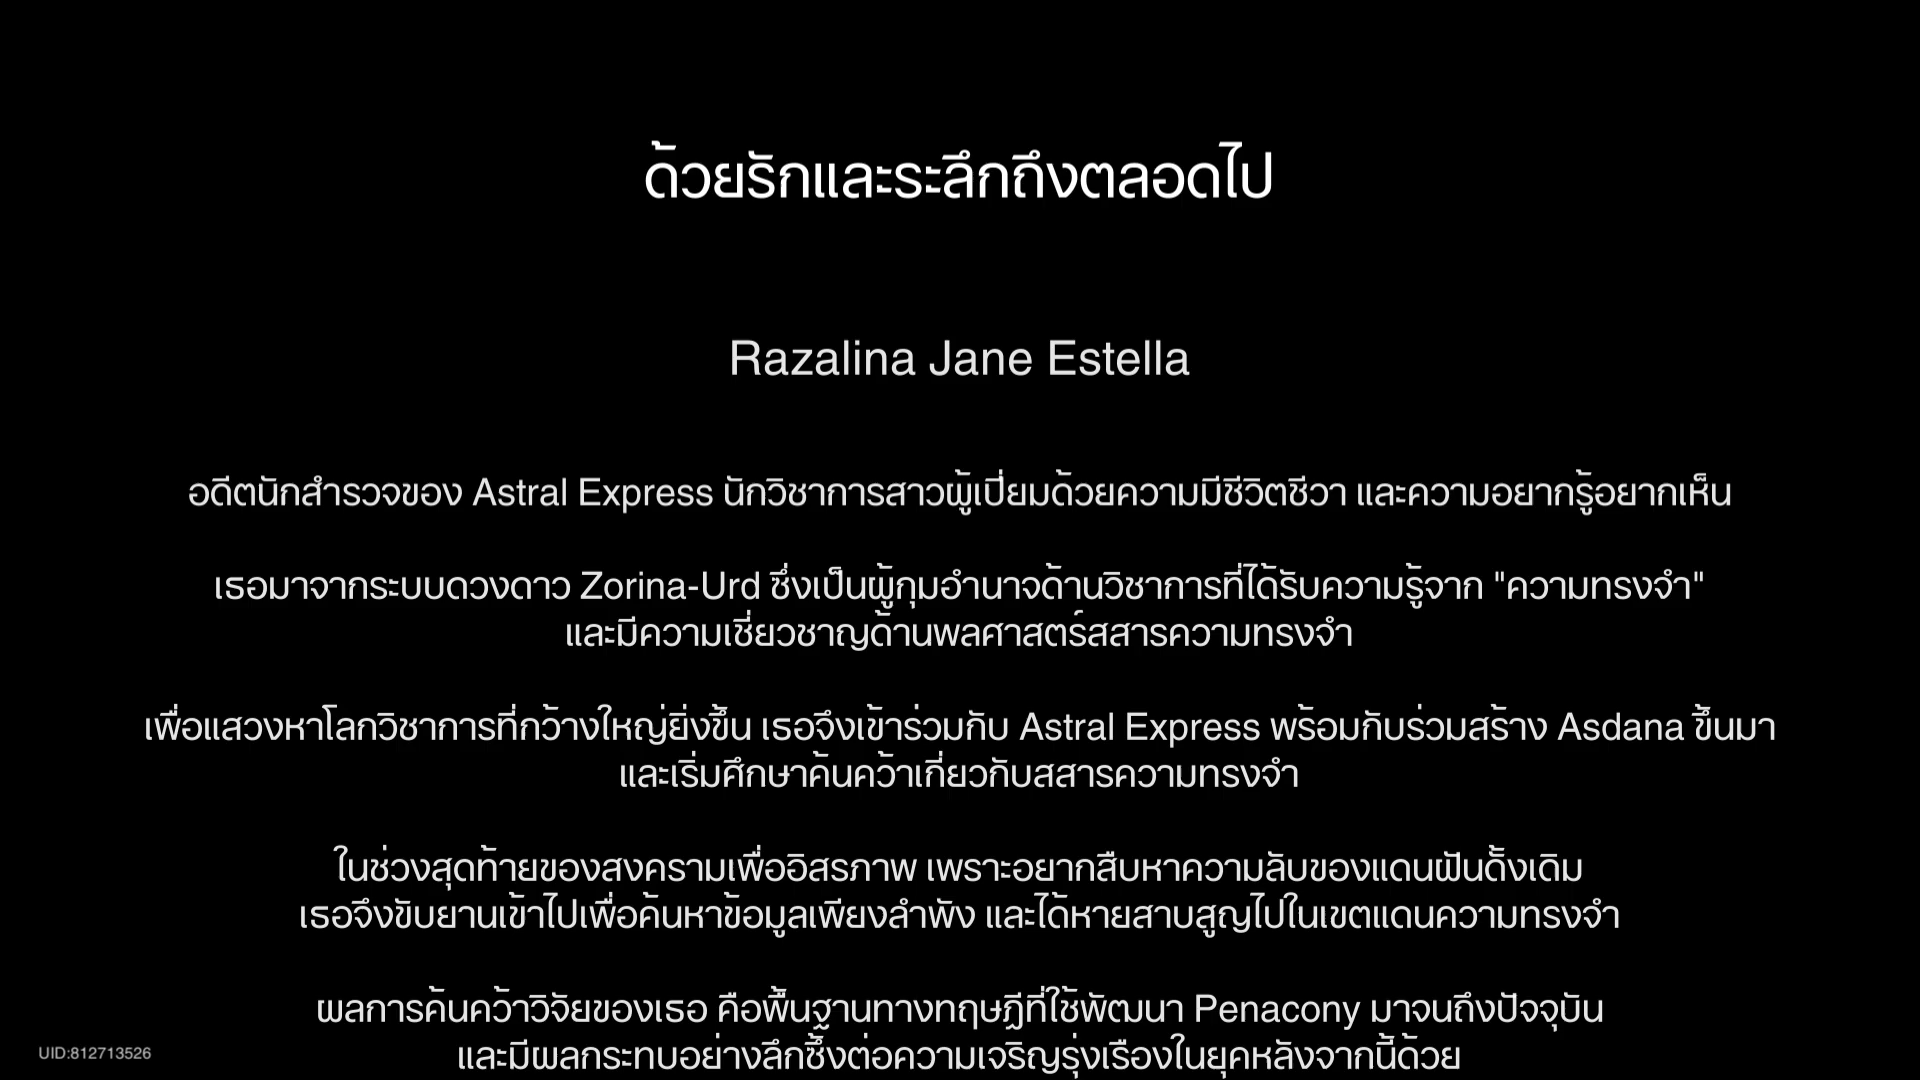 ด้วยรักและระลึกถึงตลอดไป
Razalina Jane Estella
อดีตนักสำรวจของ Astral Express นักวิชาการสาวผู้เปี่ยมด้วยความมีชีวิตชีวา และความอยากรู้อยากเห็น
เธอมาจากระบบดวงดาว Zorina-Urd ซึ่งเป็นผู้กุมอำนาจด้านวิชาการที่ได้รับความรู้จาก "ความทรงจำ"
และมีความเชี่ยวชาญด้านพลศาสตร์สสารความทรงจำ
เพื่อแสวงหาโลกวิชาการที่กว้างใหญ่ยิ่งขึ้น เธอจึงเข้าร่วมกับ Astral Express พร้อมกับร่วมสร้าง Asdana ขึ้นมา
และเริ่มศึกษาค้นคว้าเกี่ยวกับสสารความทรงจำ
ในช่วงสุดท้ายของสงครามเพื่ออิสรภาพ เพราะอยากสืบหาความลับของแดนฝันดั้งเดิม
เธอจึงขับยานเข้าไปเพื่อค้นหาข้อมูลเพียงลำพัง และได้หายสาบสูญไปในเขตแดนความทรงจำ
ผลการค้นคว้าวิจัยของเธอ คือพื้นฐานทางทฤษฎีที่ใช้พัฒนา Penacony มาจนถึงปัจจุบัน
และมีผลกระทบอย่างลึกซึ้งต่อความเจริญรุ่งเรืองในยุคหลังจากนี้ด้วย
UID:812713526